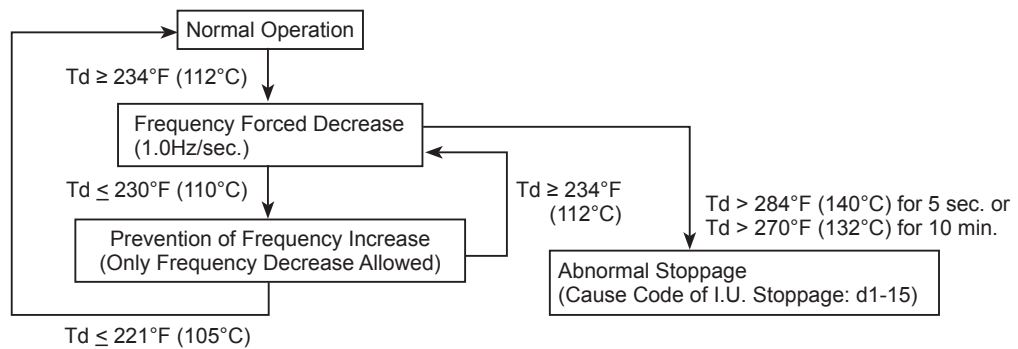 Normal Operation
Td ≥ 234°F (112°C)
Frequency Forced Decrease
(1.0Hz/sec.)
Td ≤ 230°F (110°C)
Td ≥ 234°F
(112°C)
Td > 284°F (140°C) for 5 sec. or
Td > 270°F (132°C) for 10 min.
Prevention of Frequency Increase
(Only Frequency Decrease Allowed)
Abnormal Stoppage
(Cause Code of I.U. Stoppage: d1-15)
Td ≤ 221°F (105°C)